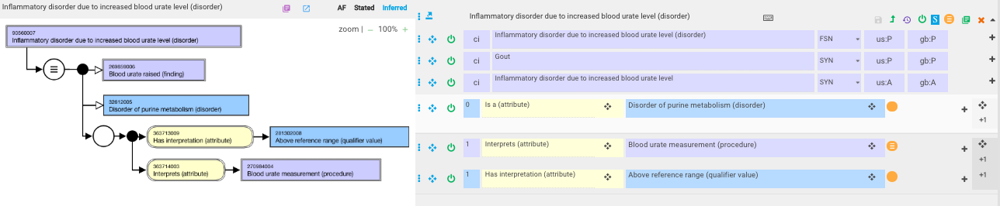 Inflammatory disorder due to increased blood urate level (disorder)
AF Stated Inferred
zoom | − 100% +
90560007
Inflammatory disorder due to increased blood urate level (disorder)
269859006
Blood urate raised (finding)
32612005
Disorder of purine metabolism (disorder)
363713009
Has interpretation (attribute)
281302008
Above reference range (qualifier value)
363714003
Interprets (attribute)
270984004
Blood urate measurement (procedure)
Inflammatory disorder due to increased blood urate level (disorder)
S
ci Inflammatory disorder due to increased blood urate level (disorder) FSN us:P gb:P +
ci Gout SYN us:P gb:P +
ci Inflammatory disorder due to increased blood urate level SYN us:A gb:A +
0 Is a (attribute) Disorder of purine metabolism (disorder) + +1
1 Interprets (attribute) Blood urate measurement (procedure) + +1
1 Has interpretation (attribute) Above reference range (qualifier value) + +1